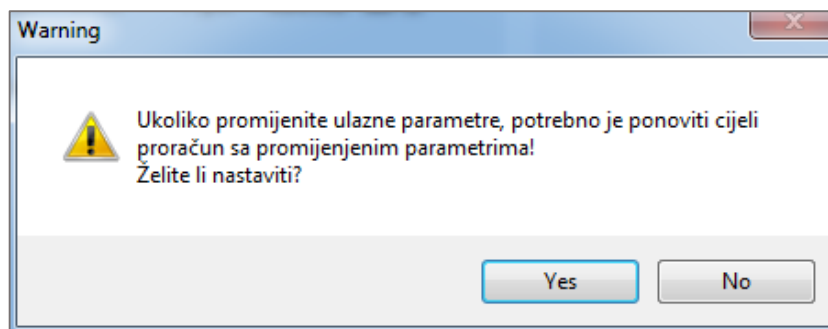 Warning
Ukoliko promijenite ulazne parametre, potrebno je ponoviti cijeli
proračun sa promijenjenim parametrima!
Želite li nastaviti?
Yes No